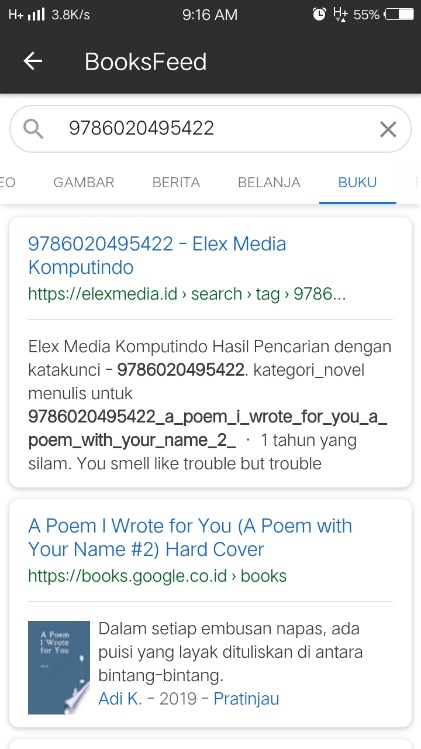 H+ 3.8K/s 9:16 AM H+ 55%
BooksFeed
9786020495422
EO GAMBAR BERITA BELANJA BUKU
9786020495422 - Elex Media
Komputindo
https://elexmedia.id › search › tag › 9786...
Elex Media Komputindo Hasil Pencarian dengan
katakunci - 9786020495422. kategori_novel
menulis untuk
9786020495422_a_poem_i_wrote_for_you_a_
poem_with_your_name_2_ · 1 tahun yang
silam. You smell like trouble but trouble
A Poem I Wrote for You (A Poem with
Your Name #2) Hard Cover
https://books.google.co.id › books
A Poem
I Wrote
for You
Dalam setiap embusan napas, ada
puisi yang layak dituliskan di antara
bintang-bintang.
Adi K. - 2019 - Pratinjau